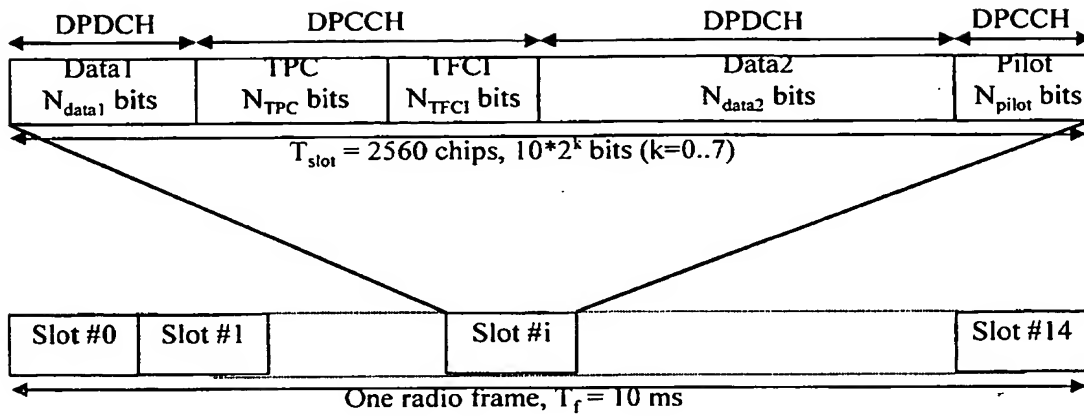 DPDCH DPCCH DPDCH DPCCH
Data1 TPC TFCI Data2 Pilot
N_data1 bits N_TPC bits N_TFCI bits N_data2 bits N_pilot bits
T_slot = 2560 chips, 10*2^k bits (k=0..7)
Slot #0 Slot #1 Slot #i Slot #14
One radio frame, T_f = 10 ms